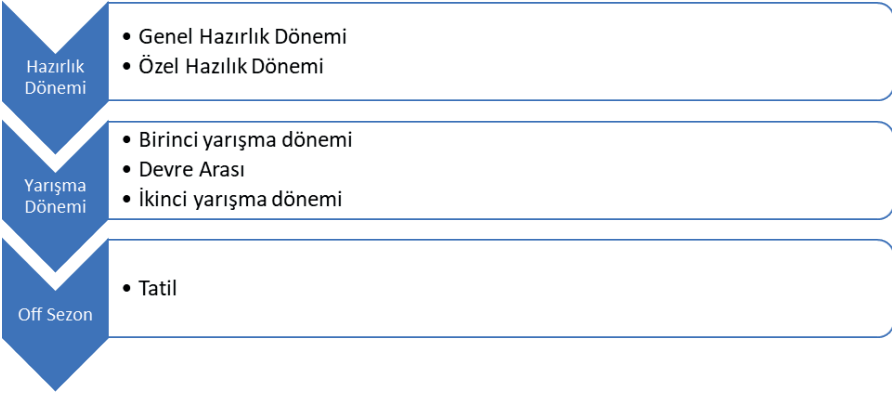 Hazırlık
Dönemi
• Genel Hazırlık Dönemi
• Özel Hazılık Dönemi
Yarışma
Dönemi
• Birinci yarışma dönemi
• Devre Arası
• İkinci yarışma dönemi
Off Sezon
• Tatil